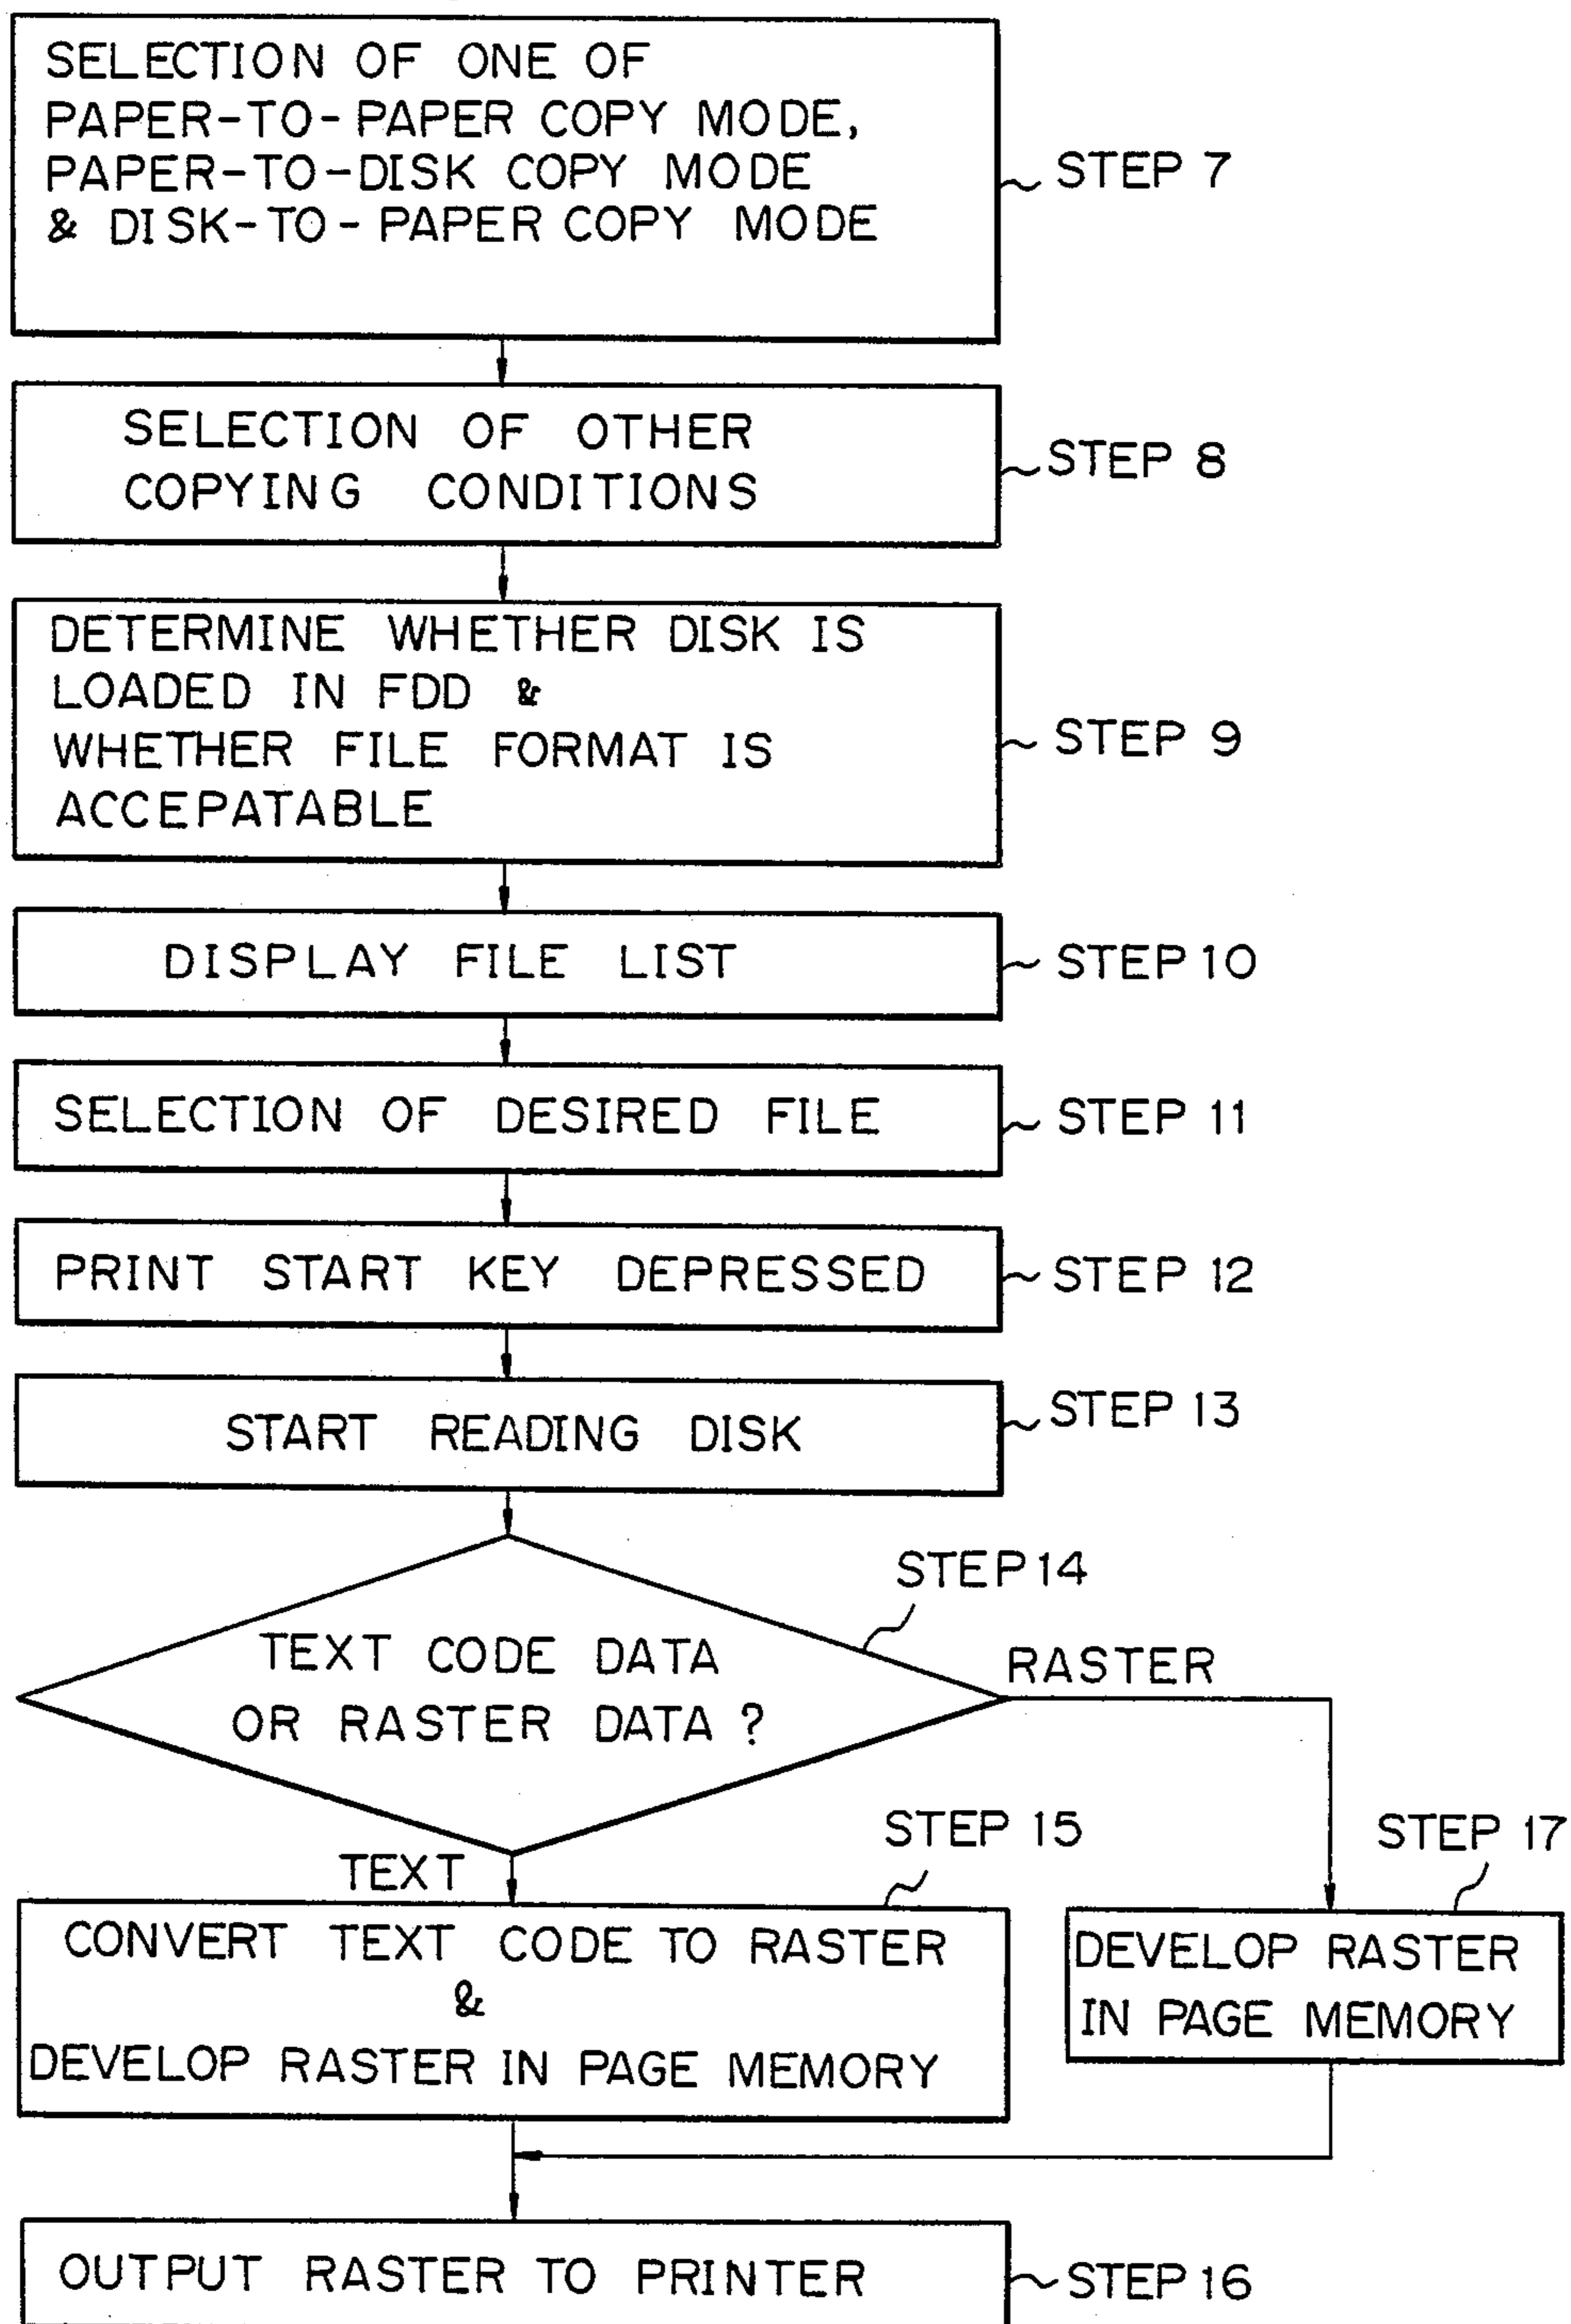 SELECTION OF ONE OF
PAPER-TO-PAPER COPY MODE,
PAPER-TO-DISK COPY MODE
& DISK-TO-PAPER COPY MODE
STEP 7
SELECTION OF OTHER
COPYING CONDITIONS
STEP 8
DETERMINE WHETHER DISK IS
LOADED IN FDD &
WHETHER FILE FORMAT IS
ACCEPATABLE
STEP 9
DISPLAY FILE LIST
STEP 10
SELECTION OF DESIRED FILE
STEP 11
PRINT START KEY DEPRESSED
STEP 12
START READING DISK
STEP 13
STEP 14
TEXT CODE DATA
OR RASTER DATA ?
RASTER
TEXT
STEP 15
CONVERT TEXT CODE TO RASTER
&
DEVELOP RASTER IN PAGE MEMORY
STEP 17
DEVELOP RASTER
IN PAGE MEMORY
OUTPUT RASTER TO PRINTER
STEP 16